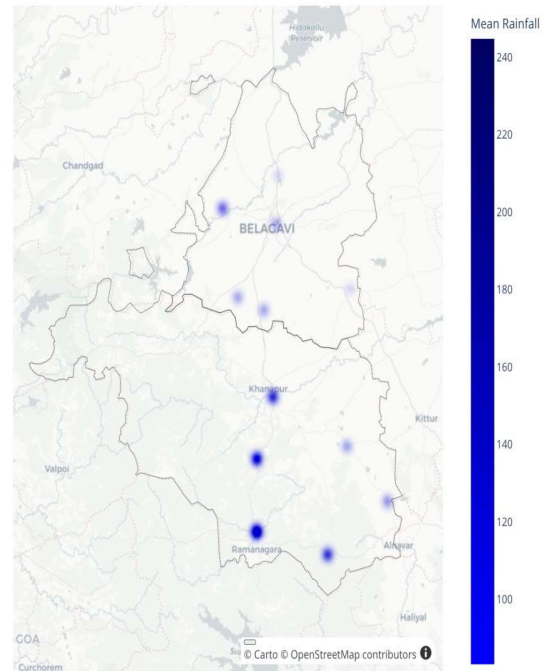 Mean Rainfall
Hidakallu
Reservoir
240
220
Chandgad
200
BELAGAVI
180
160
Khanapur
Kittur
140
Valpoi
120
Ramanagara
Alnavar
100
Haliyal
GOA
© Carto © OpenStreetMap contributors
Curchorem